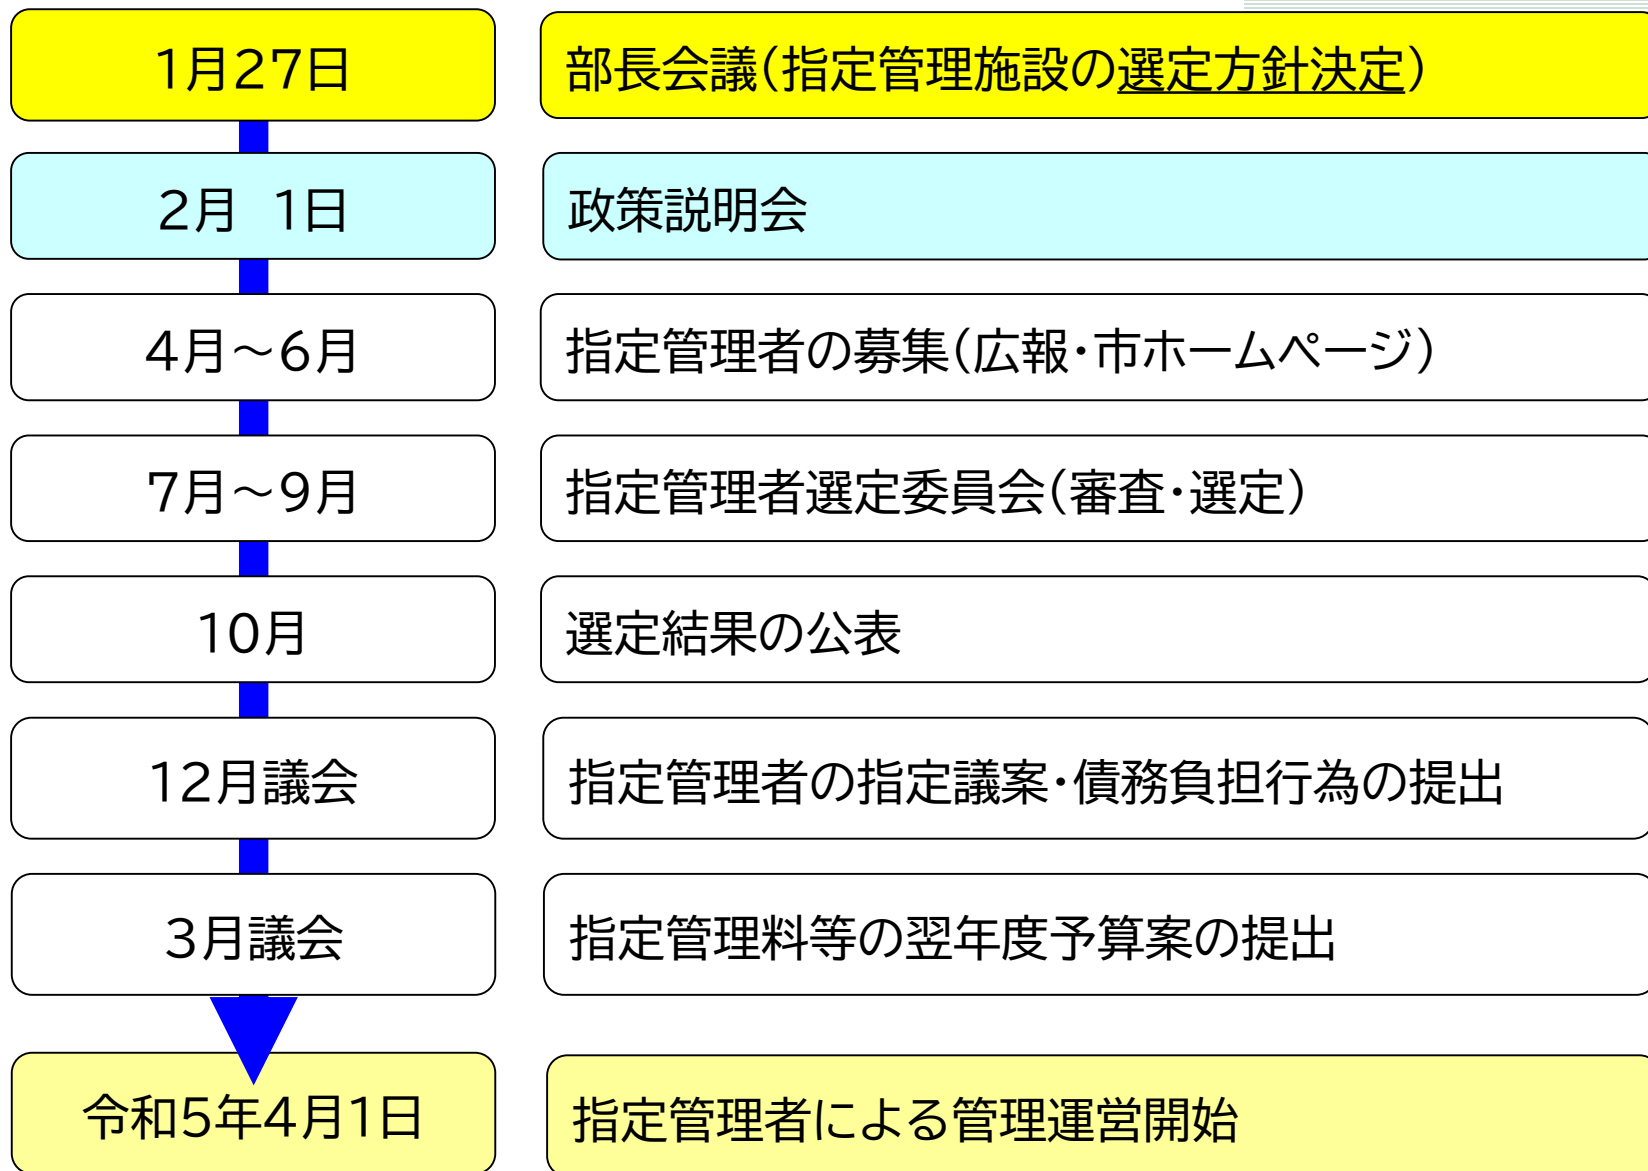 1月27日
部長会議(指定管理施設の選定方針決定)
2月　1日
政策説明会
4月～6月
指定管理者の募集(広報・市ホームページ)
7月～9月
指定管理者選定委員会(審査・選定)
10月
選定結果の公表
12月議会
指定管理者の指定議案・債務負担行為の提出
3月議会
指定管理料等の翌年度予算案の提出
令和5年4月1日
指定管理者による管理運営開始